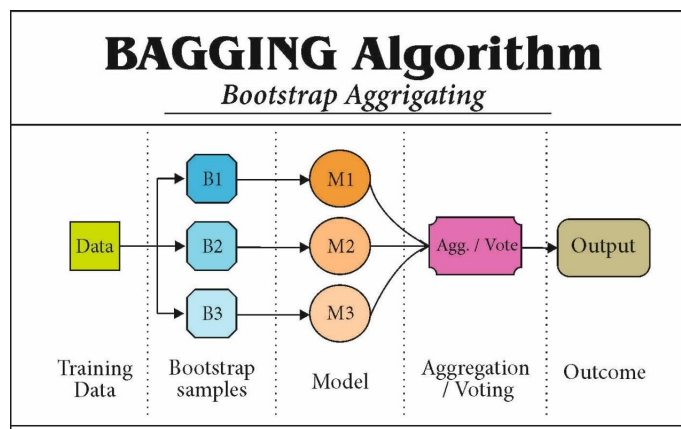 BAGGING Algorithm
Bootstrap Aggrigating
B1
M1
Data
B2
M2
Agg. / Vote
Output
B3
M3
Training
Data
Bootstrap
samples
Model
Aggregation
/ Voting
Outcome